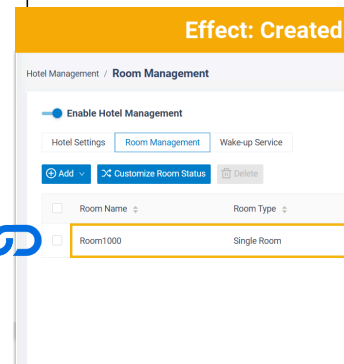 Effect: Created
Hotel Management / Room Management
Enable Hotel Management
Hotel Settings Room Management Wake-up Service
Add Customize Room Status Delete
Room Name Room Type
Room1000 Single Room